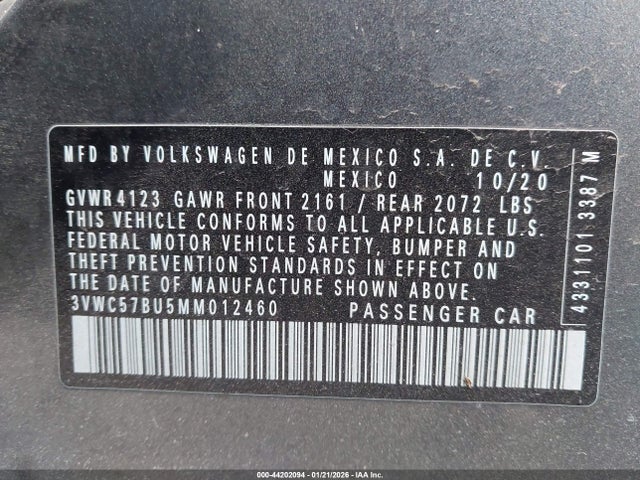 MFD BY VOLKSWAGEN DE MEXICO S.A. DE C.V.
MEXICO 10/20
GVWR 4123 GAWR FRONT 2161 / REAR 2072 LBS
THIS VEHICLE CONFORMS TO ALL APPLICABLE U.S.
FEDERAL MOTOR VEHICLE SAFETY, BUMPER AND
THEFT PREVENTION STANDARDS IN EFFECT ON
THE DATE OF MANUFACTURE SHOWN ABOVE.
3VWC57BU5MM012460 PASSENGER CAR
4331101 3387 M
000-44202094 - 01/21/2026 - IAA Inc.